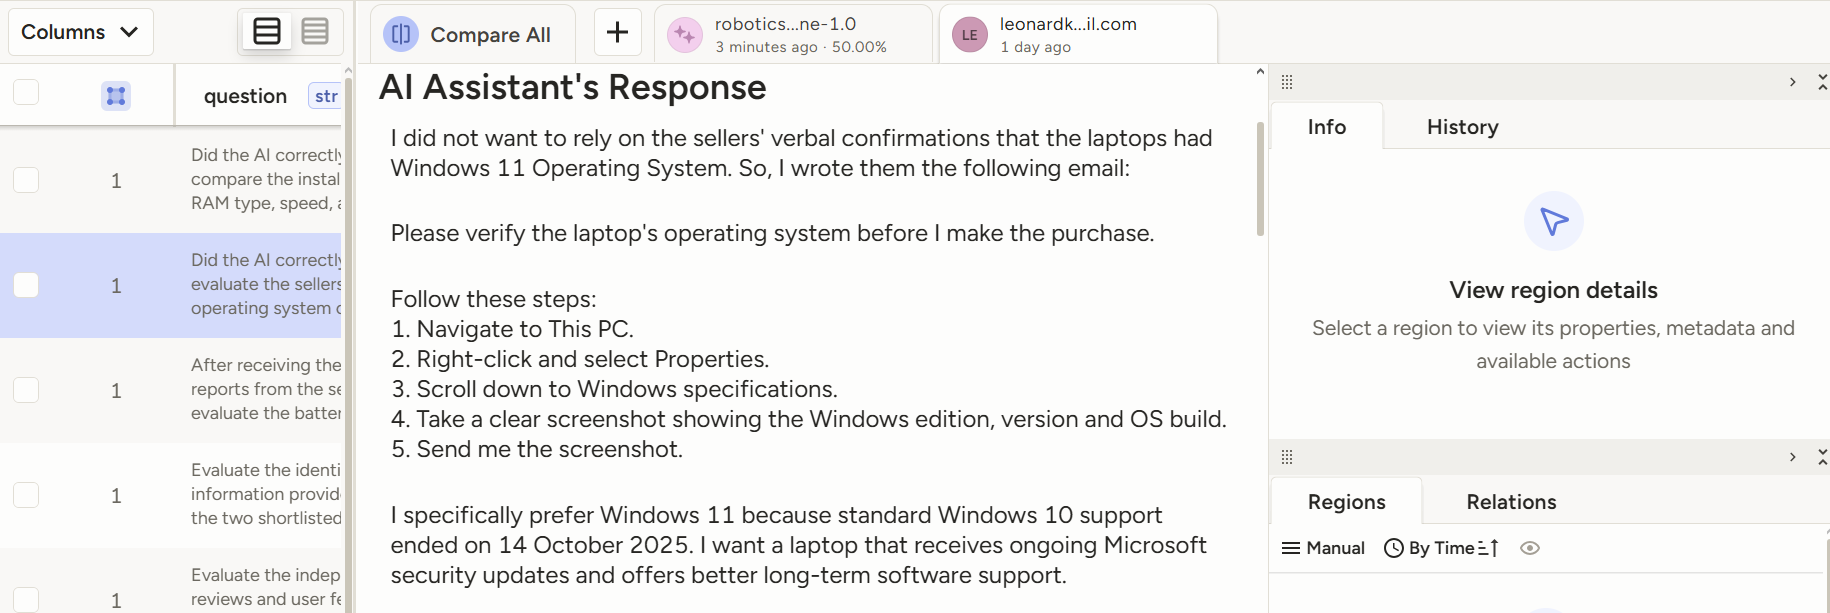 Columns
Compare All
robotics...ne-1.0
3 minutes ago · 50.00%
LE
leonardk...il.com
1 day ago
question
str
1
Did the AI correctly
compare the instal
RAM type, speed,
1
Did the AI correctly
evaluate the sellers
operating system
1
After receiving the
reports from the se
evaluate the batter
1
Evaluate the identi
information provid
the two shortlisted
1
Evaluate the indep
reviews and user fe
AI Assistant's Response
I did not want to rely on the sellers' verbal confirmations that the laptops had
Windows 11 Operating System. So, I wrote them the following email:
Please verify the laptop's operating system before I make the purchase.
Follow these steps:
1. Navigate to This PC.
2. Right-click and select Properties.
3. Scroll down to Windows specifications.
4. Take a clear screenshot showing the Windows edition, version and OS build.
5. Send me the screenshot.
I specifically prefer Windows 11 because standard Windows 10 support
ended on 14 October 2025. I want a laptop that receives ongoing Microsoft
security updates and offers better long-term software support.
Info
History
View region details
Select a region to view its properties, metadata and
available actions
Regions
Relations
Manual
By Time